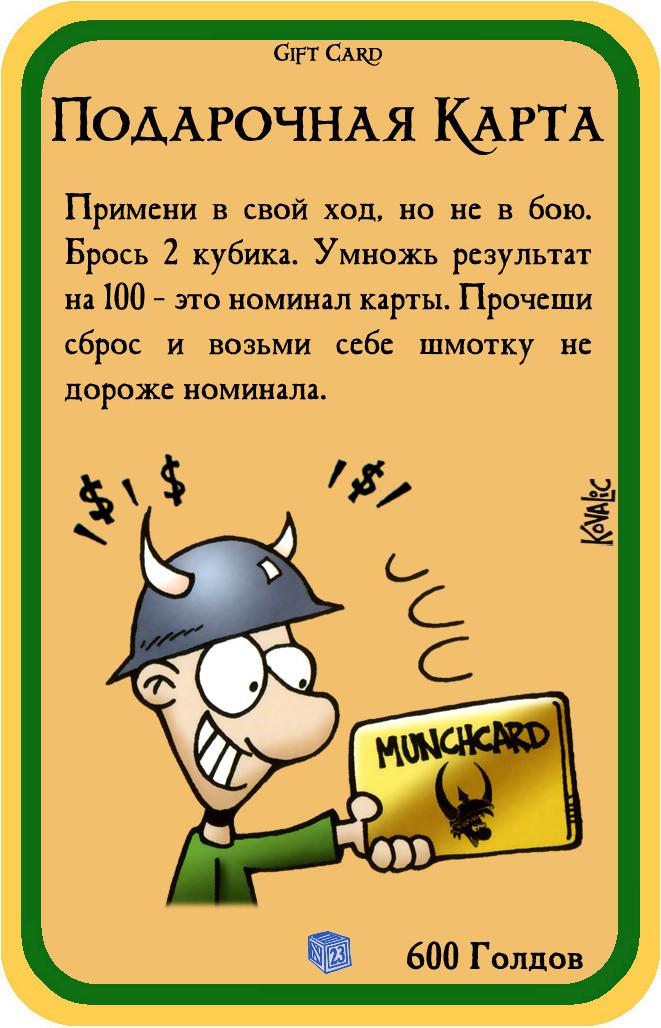 Gift Card
Подарочная Карта
Примени в свой ход, но не в бою.
Брось 2 кубика. Умножь результат
на 100 - это номинал карты. Прочеши
сброс и возьми себе шмотку не
дороже номинала.
!$! $ !$!
Kovalic
MUNCHCARD
N 23
600 Голдов